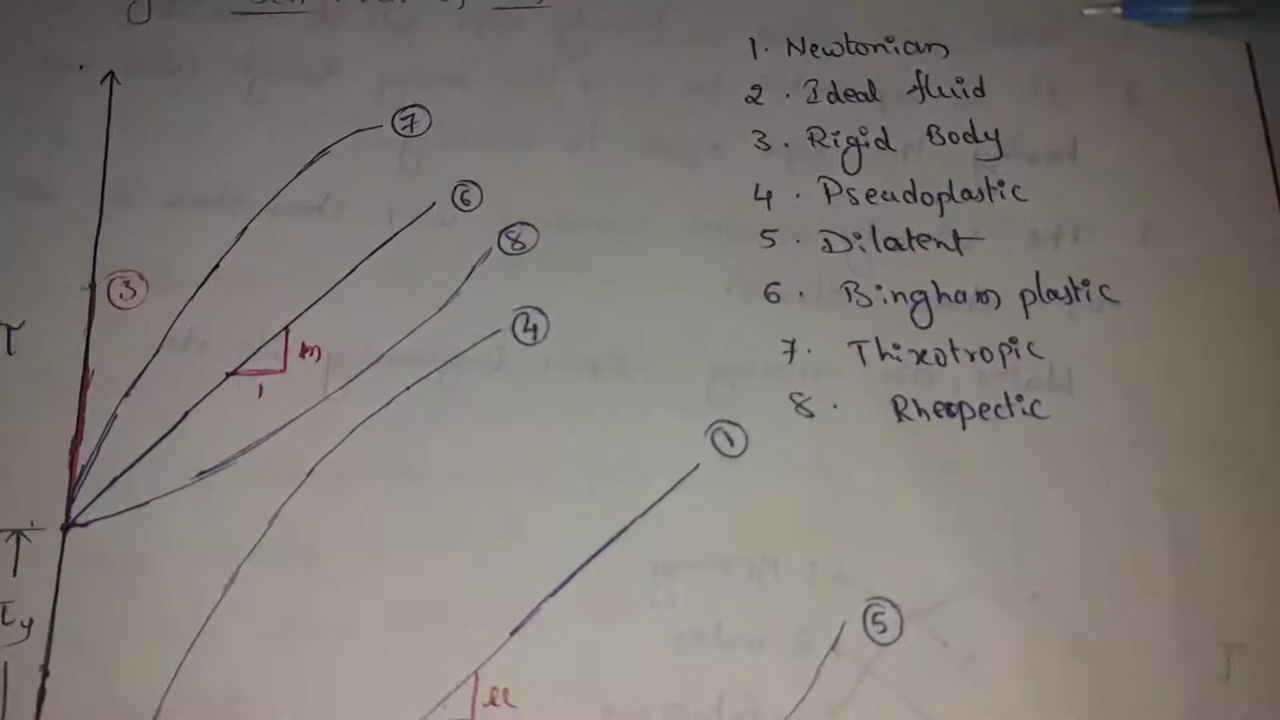 1. Newtonian
2. Ideal fluid
3. Rigid Body
4. Pseudoplastic
5. Dilatent
6. Bingham plastic
7. Thixotropic
8. Rheopectic
7
6
8
3
4
τ
m
1
1
τy
5
μ